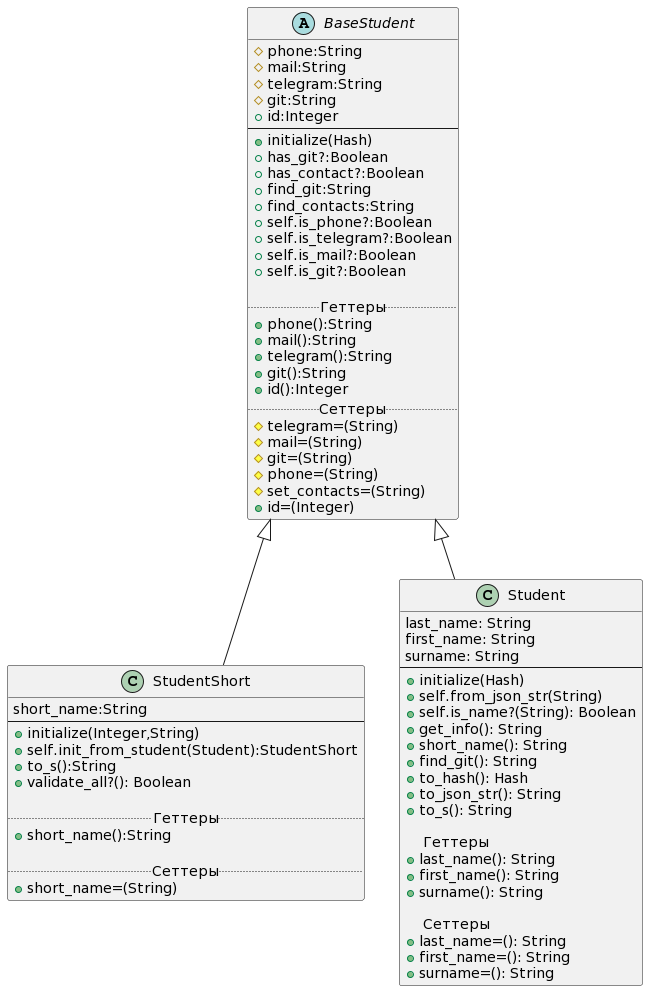 A BaseStudent
phone:String
mail:String
telegram:String
git:String
id:Integer
initialize(Hash)
has_git?:Boolean
has_contact?:Boolean
find_git:String
find_contacts:String
self.is_phone?:Boolean
self.is_telegram?:Boolean
self.is_mail?:Boolean
self.is_git?:Boolean
Геттеры
phone():String
mail():String
telegram():String
git():String
id():Integer
Сеттеры
telegram=(String)
mail=(String)
git=(String)
phone=(String)
set_contacts=(String)
id=(Integer)
C StudentShort
short_name:String
initialize(Integer,String)
self.init_from_student(Student):StudentShort
to_s():String
validate_all?(): Boolean
Геттеры
short_name():String
Сеттеры
short_name=(String)
C Student
last_name: String
first_name: String
surname: String
initialize(Hash)
self.from_json_str(String)
self.is_name?(String): Boolean
get_info(): String
short_name(): String
find_git(): String
to_hash(): Hash
to_json_str(): String
to_s(): String
Геттеры
last_name(): String
first_name(): String
surname(): String
Сеттеры
last_name=(): String
first_name=(): String
surname=(): String